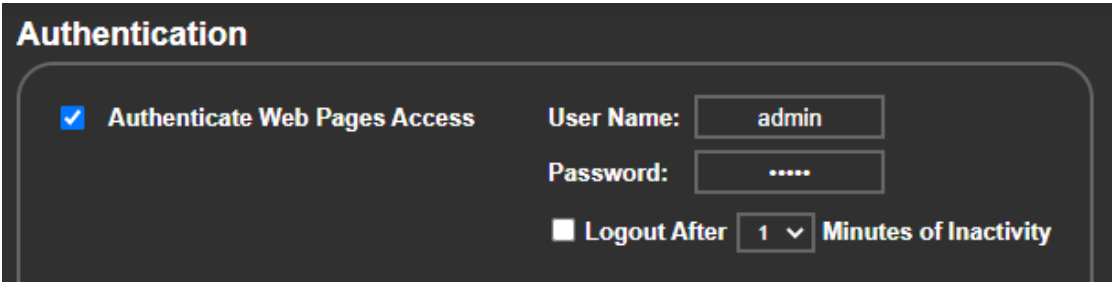 Authentication
Authenticate Web Pages Access User Name: admin
Password: •••••
Logout After 1 Minutes of Inactivity